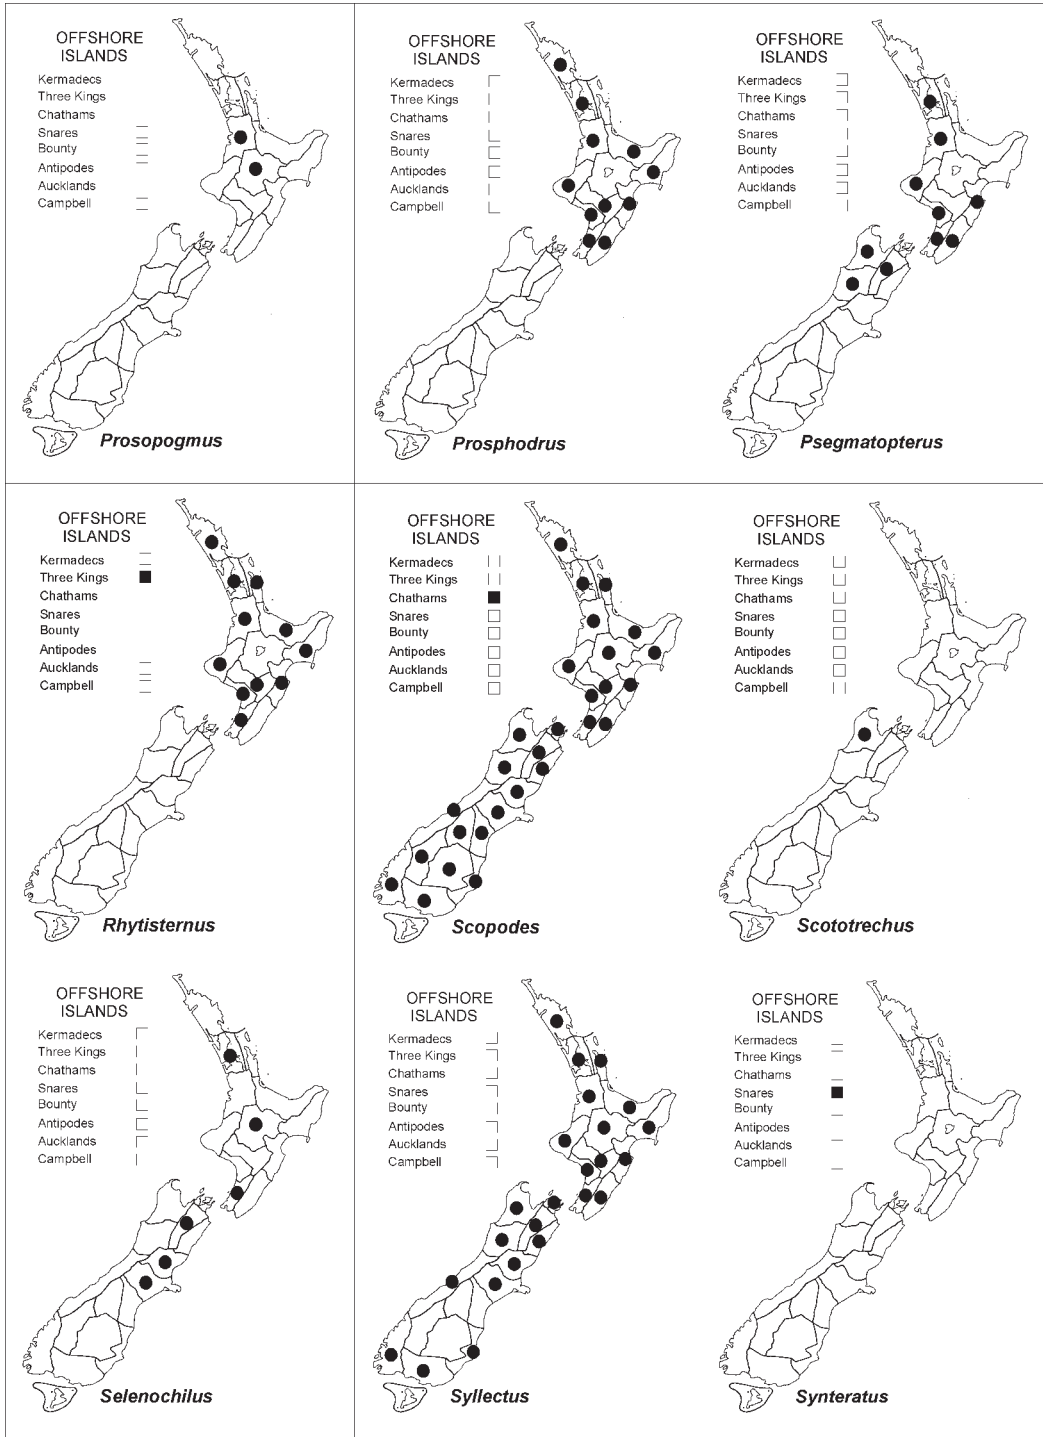 OFFSHORE
ISLANDS
Kermadecs
Three Kings
Chathams
Snares
Bounty
Antipodes
Aucklands
Campbell
Prosopogmus
OFFSHORE
ISLANDS
Kermadecs
Three Kings
Chathams
Snares
Bounty
Antipodes
Aucklands
Campbell
Prosphodrus
OFFSHORE
ISLANDS
Kermadecs
Three Kings
Chathams
Snares
Bounty
Antipodes
Aucklands
Campbell
Psegmatopterus
OFFSHORE
ISLANDS
Kermadecs
Three Kings
Chathams
Snares
Bounty
Antipodes
Aucklands
Campbell
Rhytisternus
OFFSHORE
ISLANDS
Kermadecs
Three Kings
Chathams
Snares
Bounty
Antipodes
Aucklands
Campbell
Scopodes
OFFSHORE
ISLANDS
Kermadecs
Three Kings
Chathams
Snares
Bounty
Antipodes
Aucklands
Campbell
Scototrechus
OFFSHORE
ISLANDS
Kermadecs
Three Kings
Chathams
Snares
Bounty
Antipodes
Aucklands
Campbell
Selenochilus
OFFSHORE
ISLANDS
Kermadecs
Three Kings
Chathams
Snares
Bounty
Antipodes
Aucklands
Campbell
Syllectus
OFFSHORE
ISLANDS
Kermadecs
Three Kings
Chathams
Snares
Bounty
Antipodes
Aucklands
Campbell
Synteratus